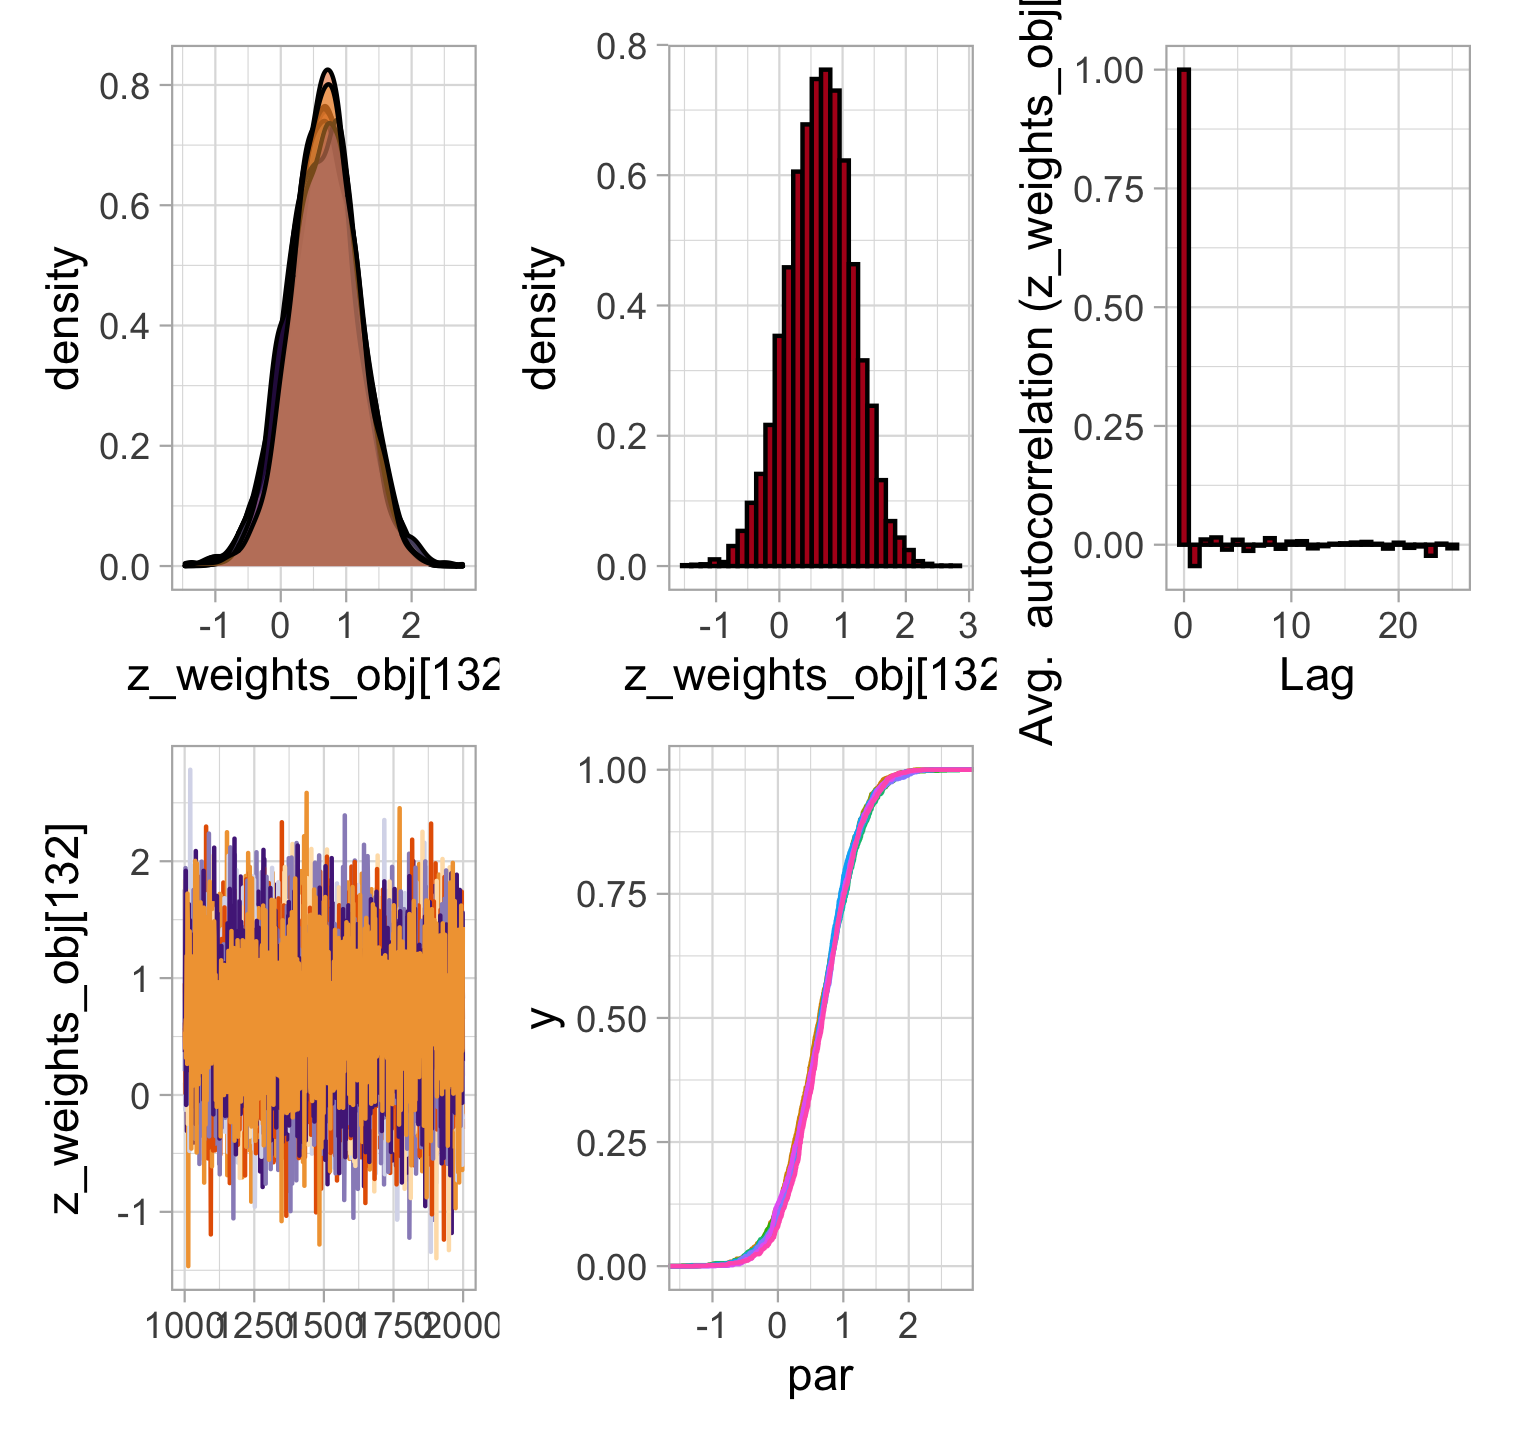 density
0.8
0.6
0.4
0.2
0.0
-1 0 1 2
z_weights_obj[132
density
0.8
0.6
0.4
0.2
0.0
-1 0 1 2 3
z_weights_obj[132
Avg. autocorrelation (z_weights_obj[
1.00
0.75
0.50
0.25
0.00
0 10 20
Lag
z_weights_obj[132]
2
1
0
-1
1000 1250 1500 1750 2000
y
1.00
0.75
0.50
0.25
0.00
-1 0 1 2
par